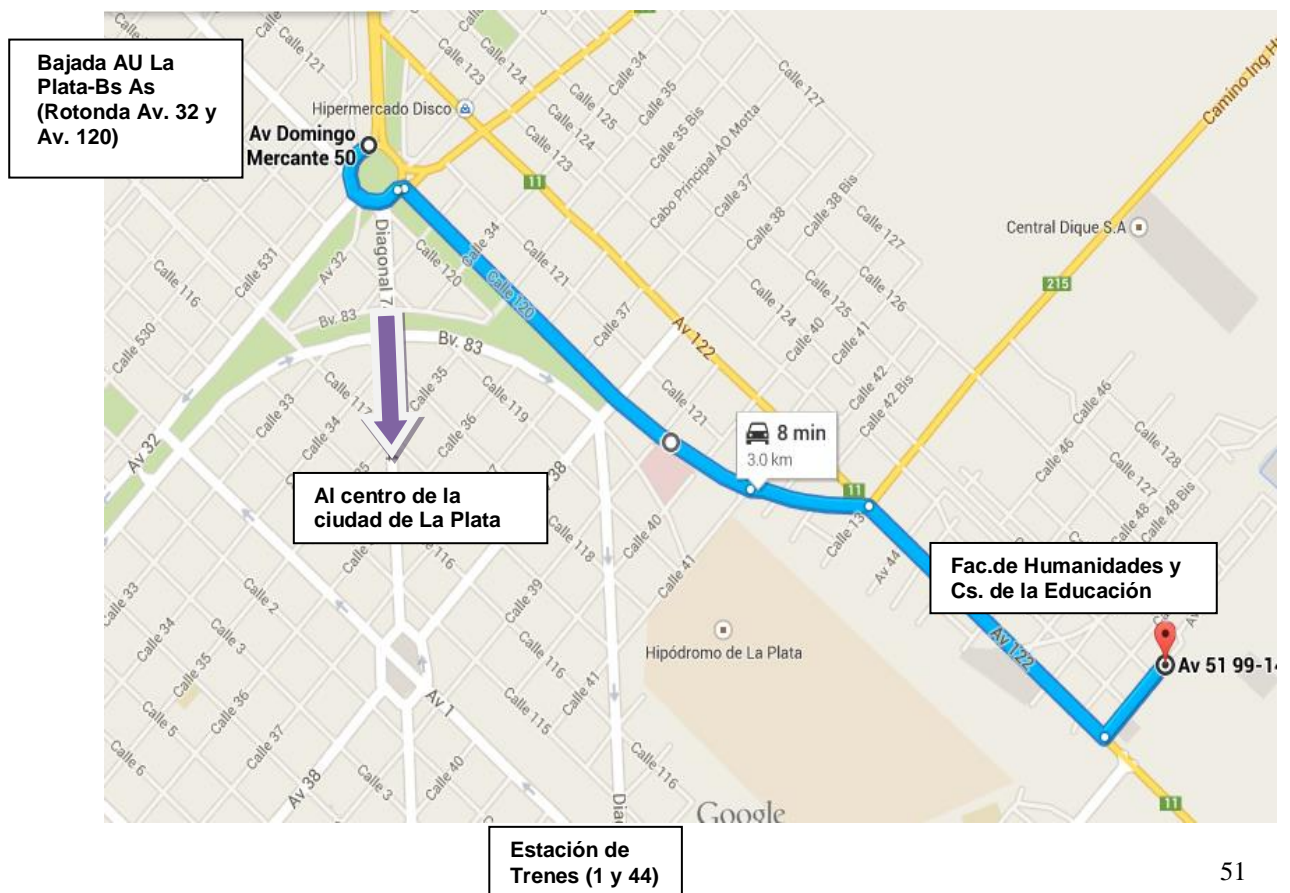 Bajada AU La
Plata-Bs As
(Rotonda Av. 32 y
Av. 120)
Hipermercado Disco
Av Domingo
Mercante 50
Calle 121
Calle 123
Calle 124
Calle 34
Calle 35
Calle 127
Calle 125
Calle 35 Bis
Calle 124
Calle 123
Cabo Principal AO Motta
Calle 37
Calle 38
Calle 38 Bis
Calle 127
11
Camino Ing H
Central Dique S.A
215
Diagonal 7
Calle 531
Calle 116
Calle 530
Av 32
Calle 120
Calle 34
Calle 121
Calle 120
Calle 37
Av 122
Calle 124
Calle 125
Calle 126
Calle 40
Calle 41
Calle 42
Calle 42 Bis
Bv. 83
Bv. 83
Calle 33
Calle 34
Calle 117
Calle 35
Calle 36
Calle 119
Calle 121
8 min
3.0 km
Calle 46
Calle 46
Calle 128
Calle 127
Calle 48
Calle 48 Bis
Av 32
38
Al centro de la
ciudad de La Plata
11
Av 44
Calle 116
Calle 118
Calle 40
Calle 41
Calle 39
Fac.de Humanidades y
Cs. de la Educación
Av 122
Av 51 99-14
Hipódromo de La Plata
Calle 33
Calle 34
Calle 35
Calle 36
Calle 37
Calle 2
Calle 3
Calle 5
Calle 6
Av 1
Calle 116
Calle 41
Calle 115
Calle 116
Av 38
Calle 3
Calle 40
Diag
Google
11
Estación de
Trenes (1 y 44)
51